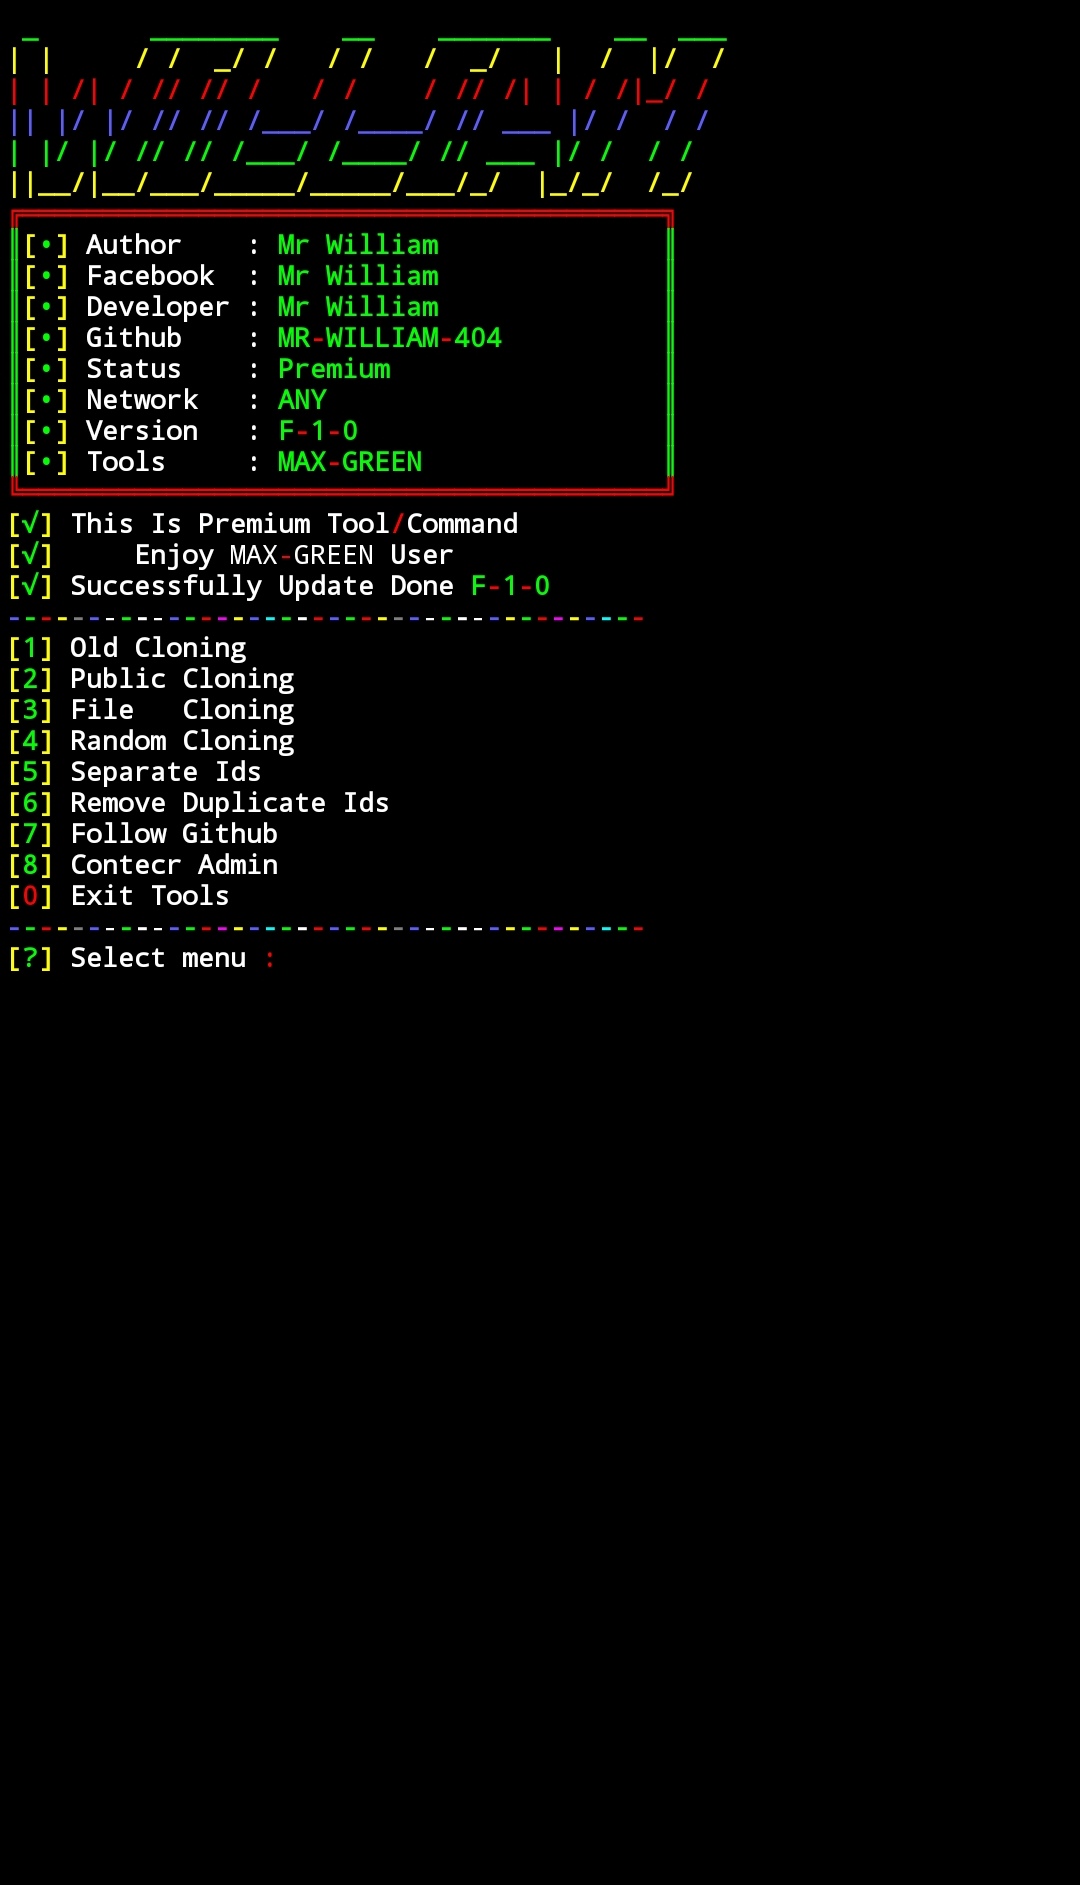 [•] Author    : Mr William
[•] Facebook  : Mr William
[•] Developer : Mr William
[•] Github    : MR-WILLIAM-404
[•] Status    : Premium
[•] Network   : ANY
[•] Version   : F-1-0
[•] Tools     : MAX-GREEN
[√] This Is Premium Tool/Command
[√]     Enjoy MAX-GREEN User
[√] Successfully Update Done F-1-0
[1] Old Cloning
[2] Public Cloning
[3] File   Cloning
[4] Random Cloning
[5] Separate Ids
[6] Remove Duplicate Ids
[7] Follow Github
[8] Contecr Admin
[0] Exit Tools
[?] Select menu :